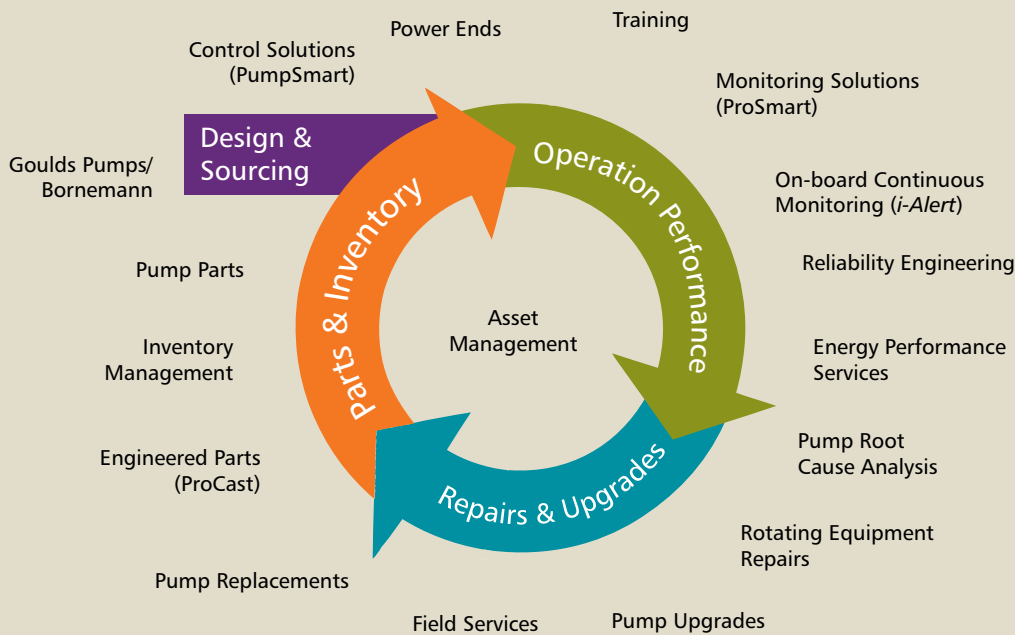 Power Ends
Training
Control Solutions
(PumpSmart)
Monitoring Solutions
(ProSmart)
Design &
Sourcing
Goulds Pumps/
Bornemann
Operation Performance
On-board Continuous
Monitoring (i-Alert)
Parts & Inventory
Pump Parts
Reliability Engineering
Asset
Management
Inventory
Management
Energy Performance
Services
Engineered Parts
(ProCast)
Pump Root
Cause Analysis
Repairs & Upgrades
Rotating Equipment
Repairs
Pump Replacements
Field Services
Pump Upgrades